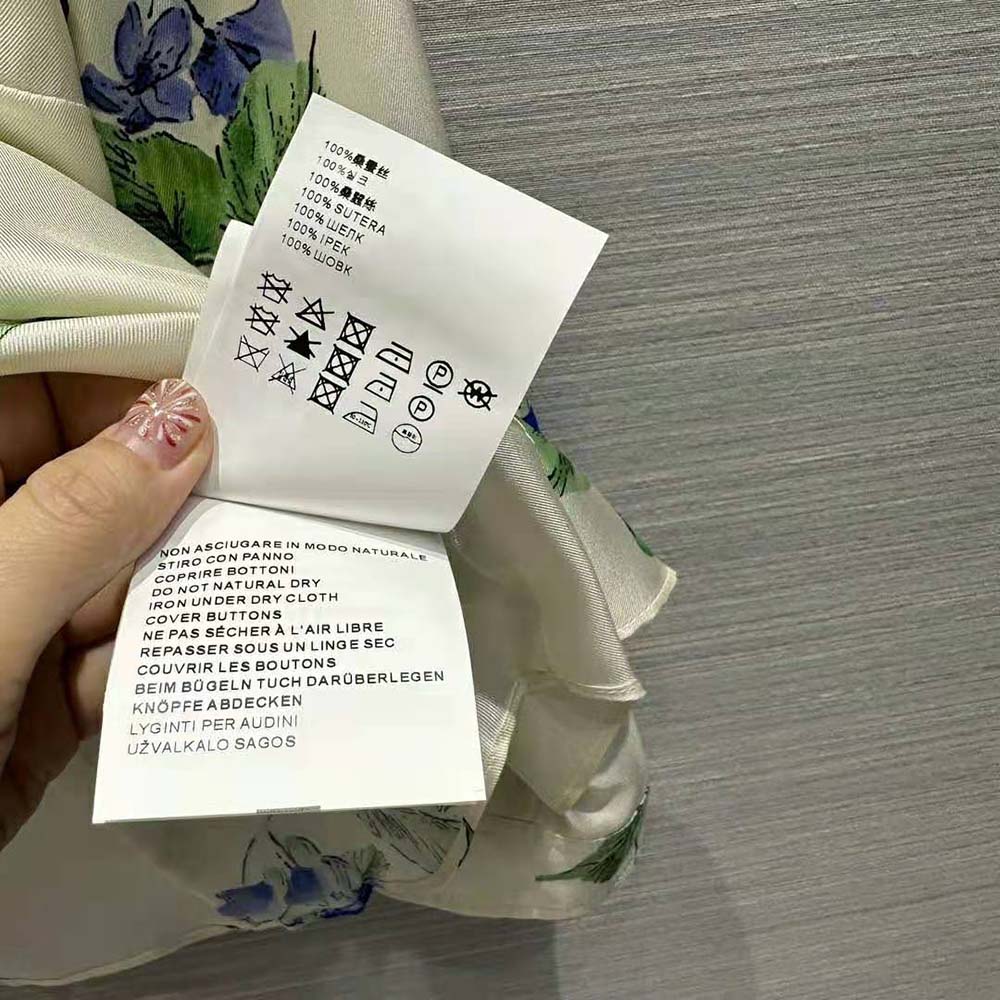 100%桑蚕丝
100%실크
100%桑蠶絲
100% SUTERA
100% ШЕЛК
100% IPEK
100% ШОВК
P
W
P
NON ASCIUGARE IN MODO NATURALE
STIRO CON PANNO
COPRIRE BOTTONI
DO NOT NATURAL DRY
IRON UNDER DRY CLOTH
COVER BUTTONS
NE PAS SÉCHER À L'AIR LIBRE
REPASSER SOUS UN LINGE SEC
COUVRIR LES BOUTONS
BEIM BÜGELN TUCH DARÜBERLEGEN
KNÖPFE ABDECKEN
LYGINTI PER AUDINI
UŽVALKALO SAGOS